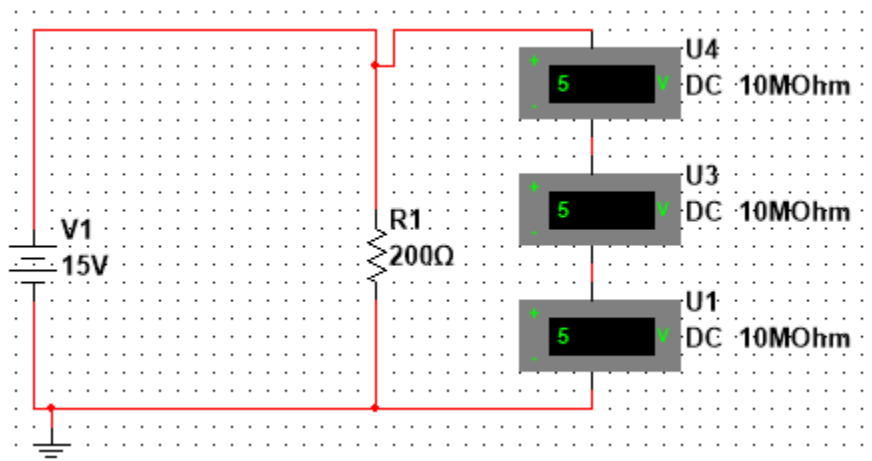 U4
+
5 V
-
DC 10MOhm
U3
+
5 V
-
DC 10MOhm
V1
15V
R1
200Ω
U1
+
5 V
-
DC 10MOhm